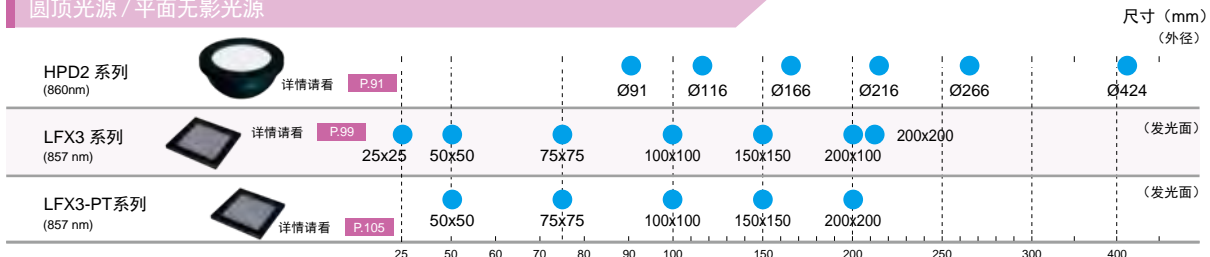 圆顶光源 / 平面无影光源
尺寸（mm）
（外径）
HPD2 系列
(860nm)
详情请看 P.91
Ø91 Ø116 Ø166 Ø216 Ø266 Ø424
LFX3 系列
(857 nm)
详情请看 P.99
25x25 50x50 75x75 100x100 150x150 200x100 200x200
（发光面）
LFX3-PT系列
(857 nm)
详情请看 P.105
50x50 75x75 100x100 150x150 200x200
（发光面）
25 50 60 70 80 90 100 150 200 250 300 400